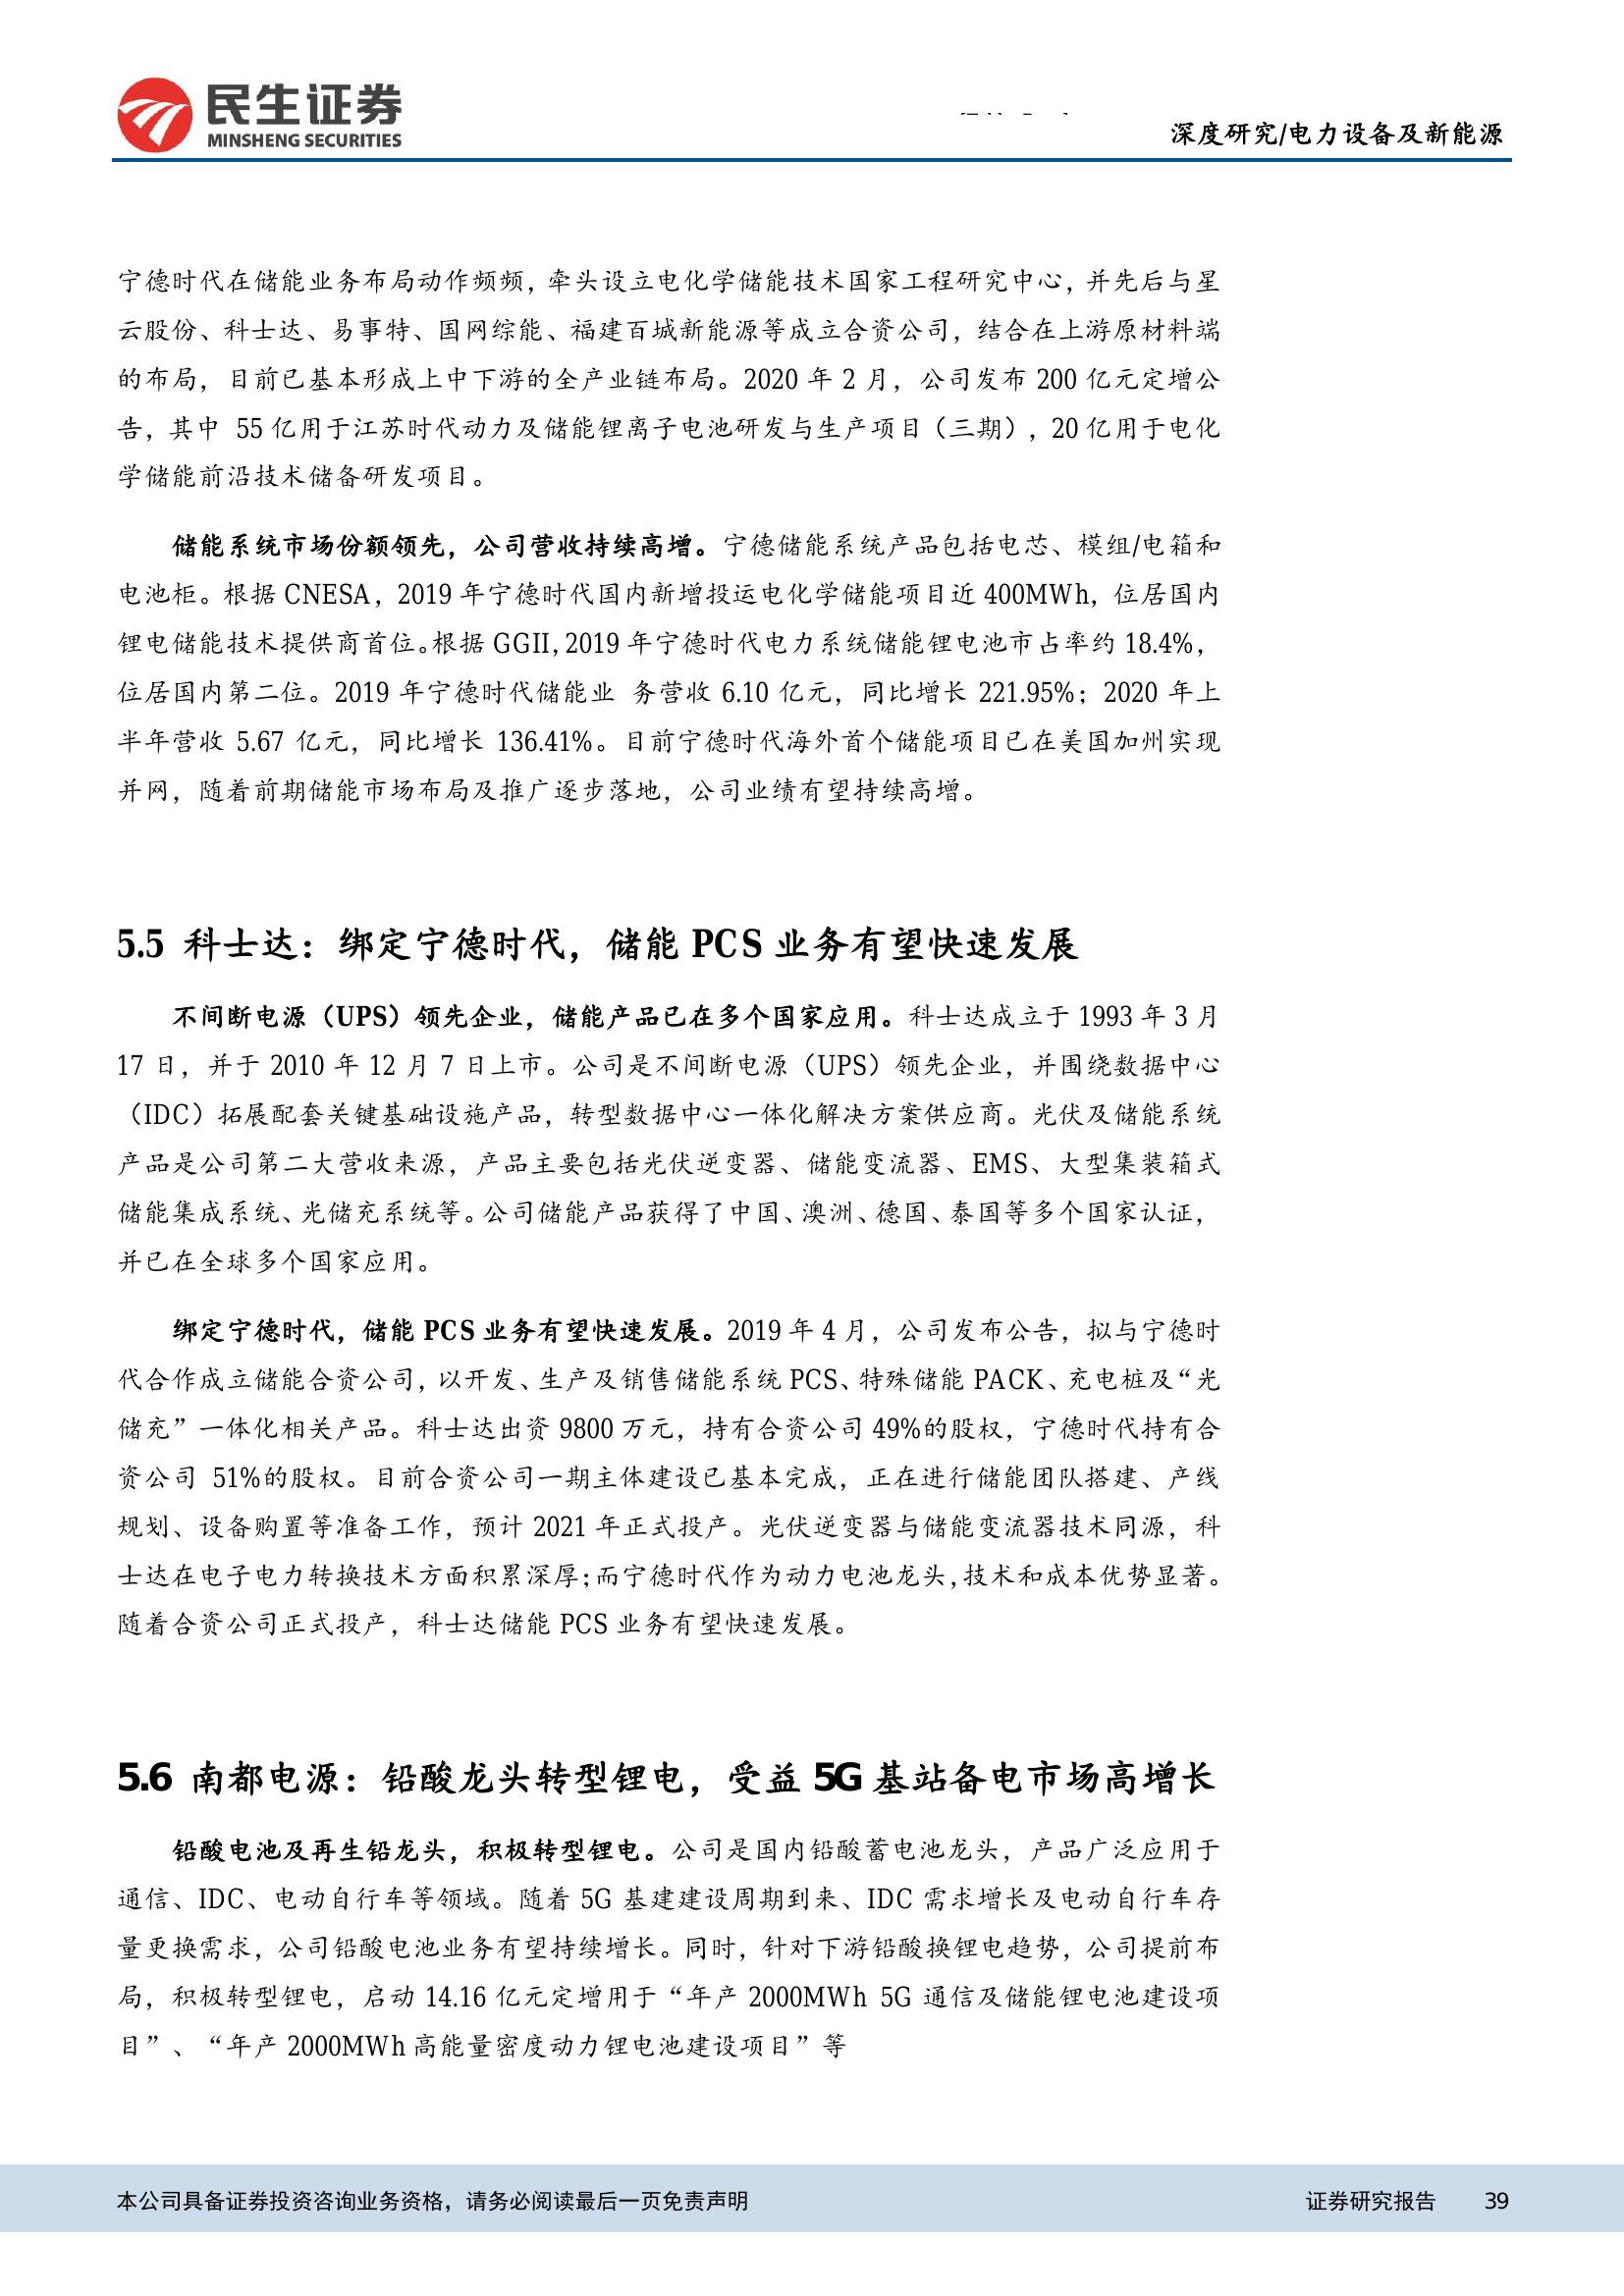 民生证券
MINSHENG SECURITIES
深度研究/电力设备及新能源
宁德时代在储能业务布局动作频频，牵头设立电化学储能技术国家工程研究中心，并先后与星
云股份、科士达、易事特、国网综能、福建百城新能源等成立合资公司，结合在上游原材料端
的布局，目前已基本形成上中下游的全产业链布局。2020 年 2 月，公司发布 200 亿元定增公
告，其中 55 亿用于江苏时代动力及储能锂离子电池研发与生产项目（三期），20 亿用于电化
学储能前沿技术储备研发项目。
储能系统市场份额领先，公司营收持续高增。宁德储能系统产品包括电芯、模组/电箱和
电池柜。根据 CNESA，2019 年宁德时代国内新增投运电化学储能项目近 400MWh，位居国内
锂电储能技术提供商首位。根据 GGII，2019 年宁德时代电力系统储能锂电池市占率约 18.4%，
位居国内第二位。2019 年宁德时代储能业 务营收 6.10 亿元，同比增长 221.95%；2020 年上
半年营收 5.67 亿元，同比增长 136.41%。目前宁德时代海外首个储能项目已在美国加州实现
并网，随着前期储能市场布局及推广逐步落地，公司业绩有望持续高增。
5.5 科士达：绑定宁德时代，储能 PCS 业务有望快速发展
不间断电源（UPS）领先企业，储能产品已在多个国家应用。科士达成立于 1993 年 3 月
17 日，并于 2010 年 12 月 7 日上市。公司是不间断电源（UPS）领先企业，并围绕数据中心
（IDC）拓展配套关键基础设施产品，转型数据中心一体化解决方案供应商。光伏及储能系统
产品是公司第二大营收来源，产品主要包括光伏逆变器、储能变流器、EMS、大型集装箱式
储能集成系统、光储充系统等。公司储能产品获得了中国、澳洲、德国、泰国等多个国家认证，
并已在全球多个国家应用。
绑定宁德时代，储能 PCS 业务有望快速发展。2019 年 4 月，公司发布公告，拟与宁德时
代合作成立储能合资公司，以开发、生产及销售储能系统 PCS、特殊储能 PACK、充电桩及“光
储充”一体化相关产品。科士达出资 9800 万元，持有合资公司 49%的股权，宁德时代持有合
资公司 51%的股权。目前合资公司一期主体建设已基本完成，正在进行储能团队搭建、产线
规划、设备购置等准备工作，预计 2021 年正式投产。光伏逆变器与储能变流器技术同源，科
士达在电子电力转换技术方面积累深厚；而宁德时代作为动力电池龙头，技术和成本优势显著。
随着合资公司正式投产，科士达储能 PCS 业务有望快速发展。
5.6 南都电源：铅酸龙头转型锂电，受益 5G 基站备电市场高增长
铅酸电池及再生铅龙头，积极转型锂电。公司是国内铅酸蓄电池龙头，产品广泛应用于
通信、IDC、电动自行车等领域。随着 5G 基建建设周期到来、IDC 需求增长及电动自行车存
量更换需求，公司铅酸电池业务有望持续增长。同时，针对下游铅酸换锂电趋势，公司提前布
局，积极转型锂电，启动 14.16 亿元定增用于“年产 2000MWh 5G 通信及储能锂电池建设项
目”、“年产 2000MWh 高能量密度动力锂电池建设项目”等
本公司具备证券投资咨询业务资格，请务必阅读最后一页免责声明
证券研究报告 39